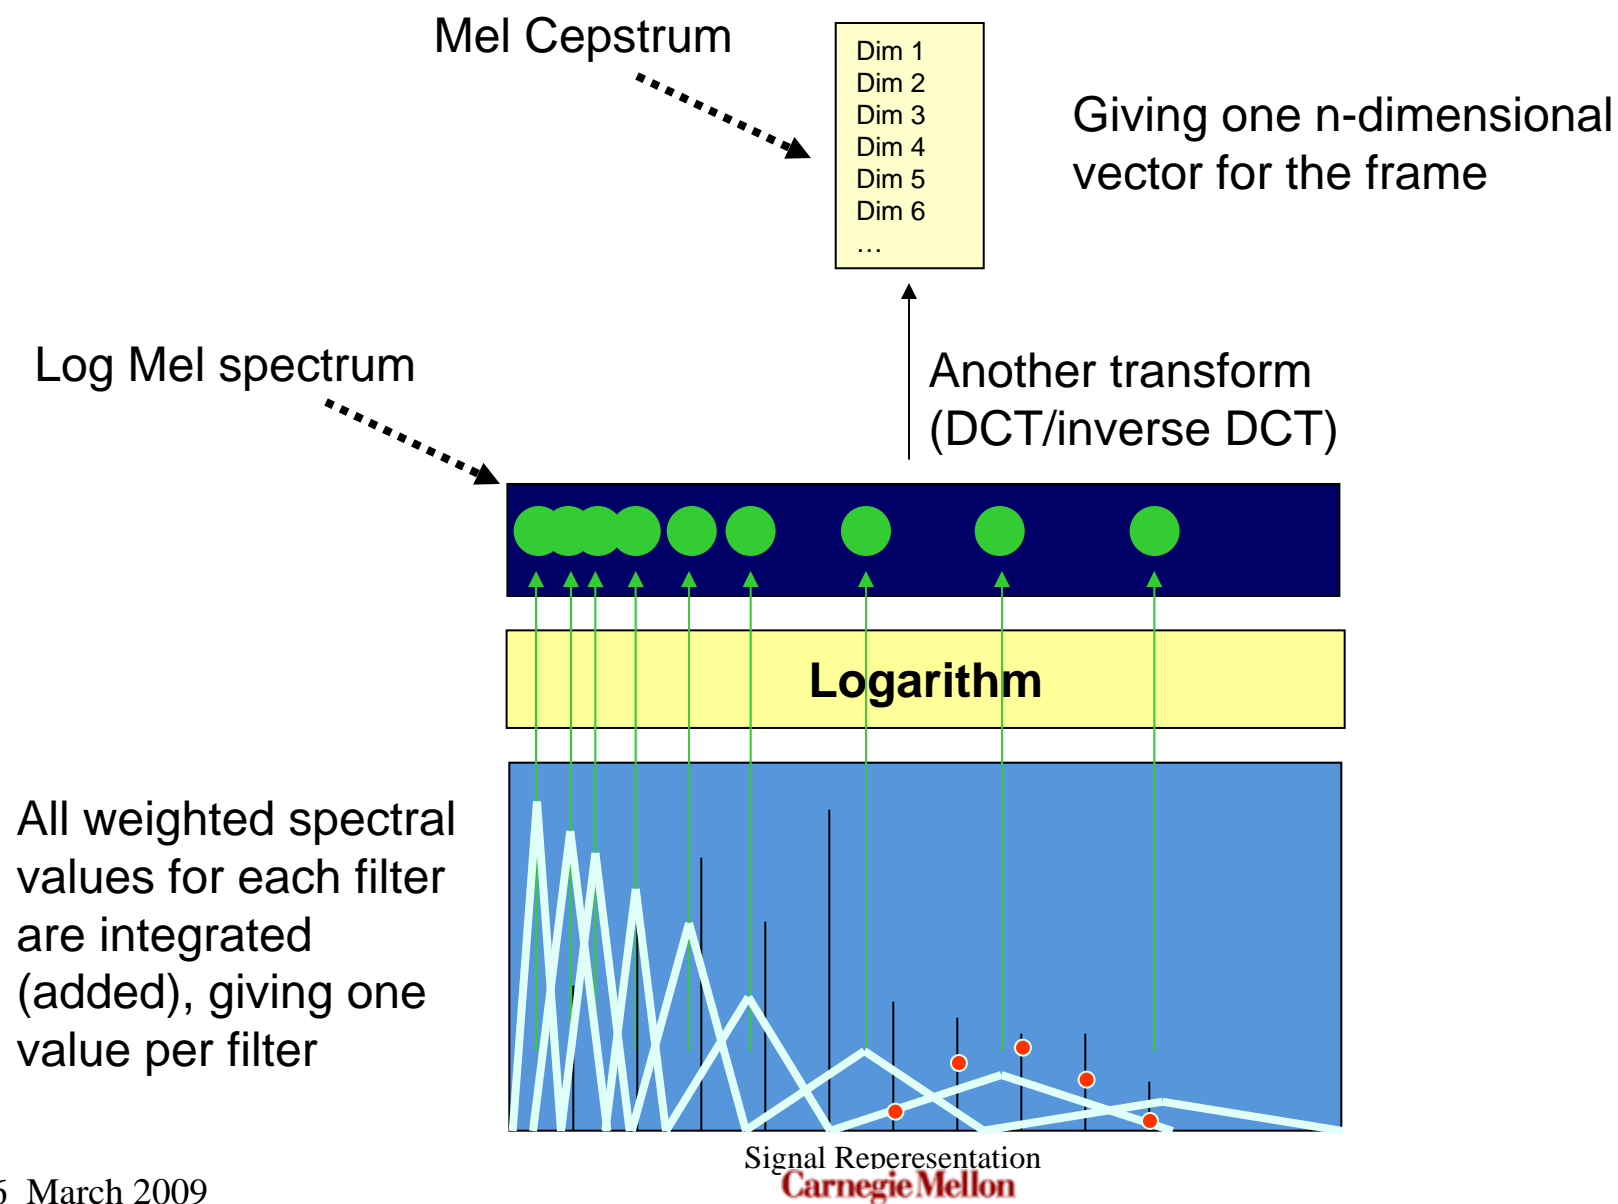 Mel Cepstrum
Dim 1
Dim 2
Dim 3
Dim 4
Dim 5
Dim 6
…
Giving one n-dimensional
vector for the frame
Log Mel spectrum
Another transform
(DCT/inverse DCT)
Logarithm
All weighted spectral
values for each filter
are integrated
(added), giving one
value per filter
Signal Reperesentation
Carnegie Mellon
6 March 2009